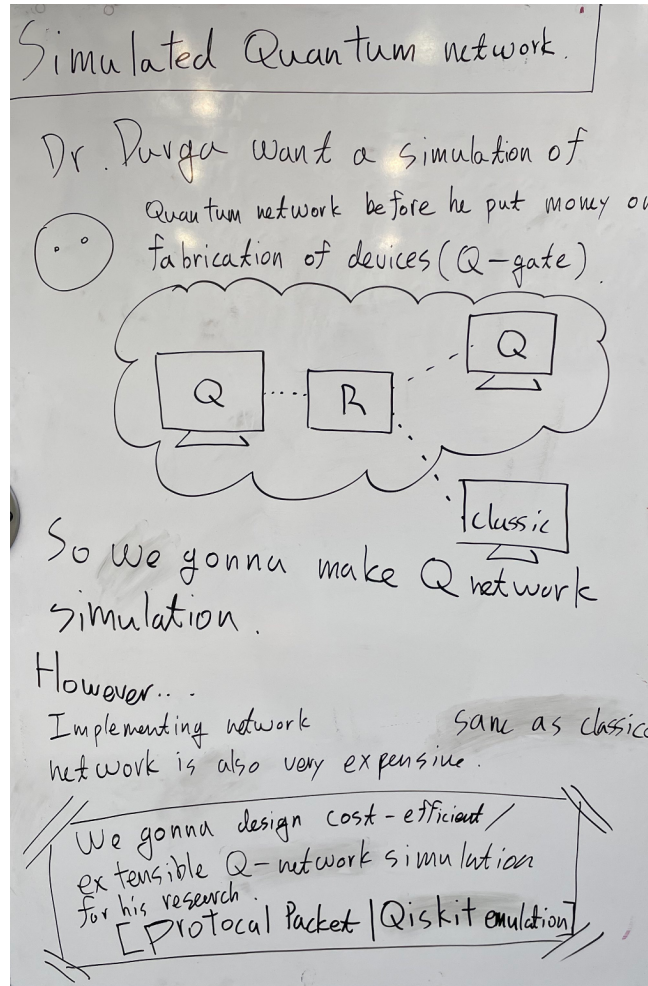 Simulated Quantum network.
Dr. Durga want a simulation of
Quantum network before he put money on
fabrication of devices (Q-gate).
Q
Q
R
classic
So we gonna make Q network
simulation.
However...
Implementing network same as classic
network is also very expensive.
We gonna design cost-efficient/
extensible Q-network simulation
for his research.
[Protocal Packet | Qiskit emulation]